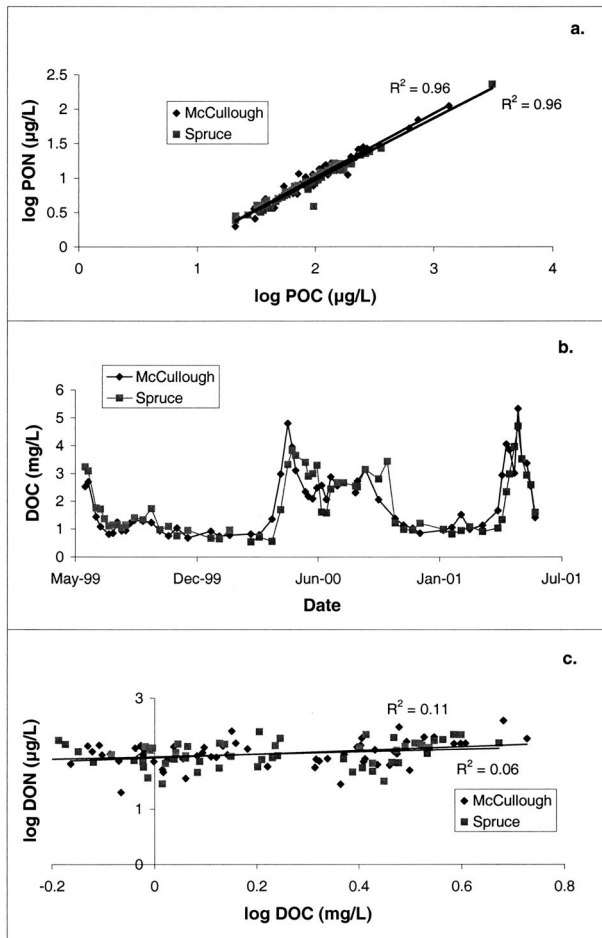 a.
2.5
2
1.5
1
0.5
0
log PON (µg/L)
McCullough
Spruce
R² = 0.96
R² = 0.96
0
1
2
3
4
log POC (µg/L)
b.
6
5
4
3
2
1
0
DOC (mg/L)
McCullough
Spruce
May-99
Dec-99
Jun-00
Jan-01
Jul-01
Date
c.
3
2
1
0
log DON (µg/L)
R² = 0.11
R² = 0.06
McCullough
Spruce
-0.2
0
0.2
0.4
0.6
0.8
log DOC (mg/L)